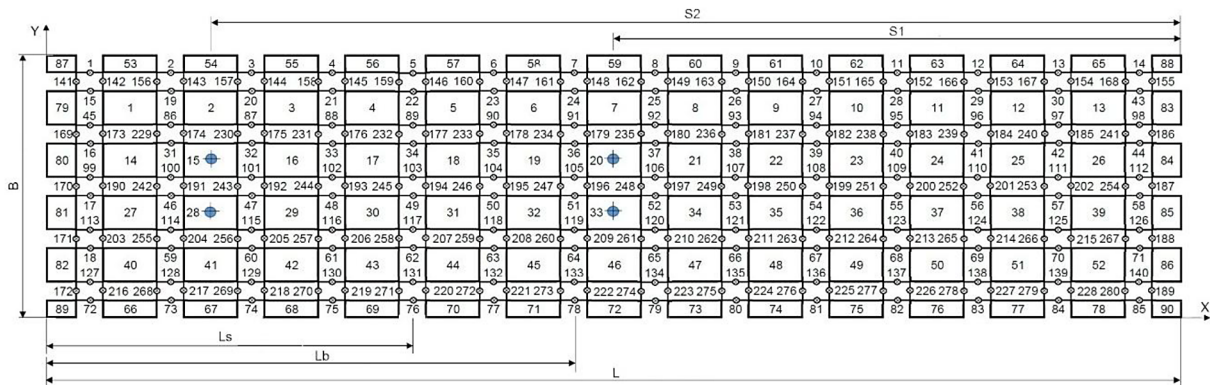 S2
Y
S1
87 1 53 2 54 3 55 4 56 5 57 6 58 7 59 8 60 9 61 10 62 11 63 12 64 13 65 14 88
141 142 156 143 157 144 158 145 159 146 160 147 161 148 162 149 163 150 164 151 165 152 166 153 167 154 168 155
15 19 20 21 22 23 24 25 26 27 28 29 30 43
79 1 2 3 4 5 6 7 8 9 10 11 12 13 83
45 86 87 88 89 90 91 92 93 94 95 96 97 98
169 173 229 174 230 175 231 176 232 177 233 178 234 179 235 180 236 181 237 182 238 183 239 184 240 185 241 186
16 31 32 33 34 35 36 37 38 39 40 41 42 44
80 14 15 16 17 18 19 20 21 22 23 24 25 26 84
99 100 101 102 103 104 105 106 107 108 109 110 111 112
B
170 190 242 191 243 192 244 193 245 194 246 195 247 196 248 197 249 198 250 199 251 200 252 201 253 202 254 187
17 46 47 48 49 50 51 52 53 54 55 56 57 58
81 27 28 29 30 31 32 33 34 35 36 37 38 39 85
113 114 115 116 117 118 119 120 121 122 123 124 125 126
171 203 255 204 256 205 257 206 258 207 259 208 260 209 261 210 262 211 263 212 264 213 265 214 266 215 267 188
18 59 60 61 62 63 64 65 66 67 68 69 70 71
82 40 41 42 43 44 45 46 47 48 49 50 51 52 86
127 128 129 130 131 132 133 134 135 136 137 138 139 140
172 216 268 217 269 218 270 219 271 220 272 221 273 222 274 223 275 224 276 225 277 226 278 227 279 228 280 189
89 72 66 73 67 74 68 75 69 76 70 77 71 78 72 79 73 80 74 81 75 82 76 83 77 84 78 85 90
X
Ls
Lb
L